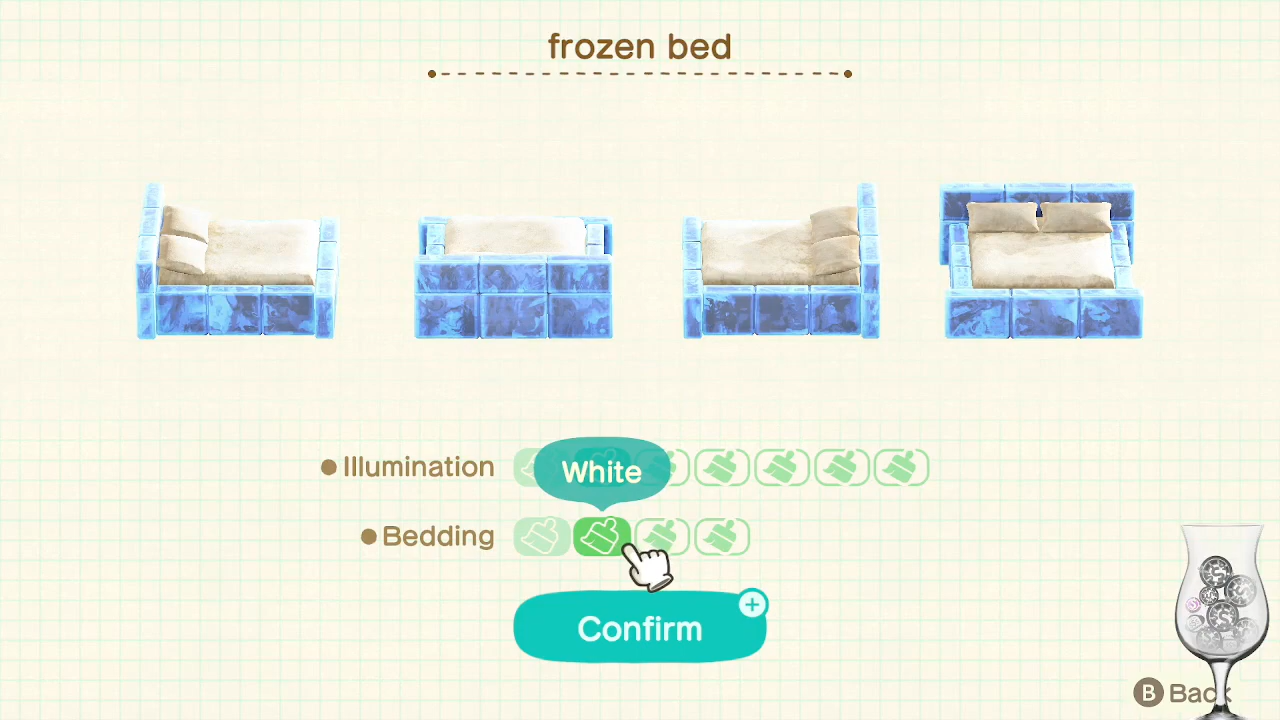 frozen bed
Illumination
White
Bedding
Confirm
B Back